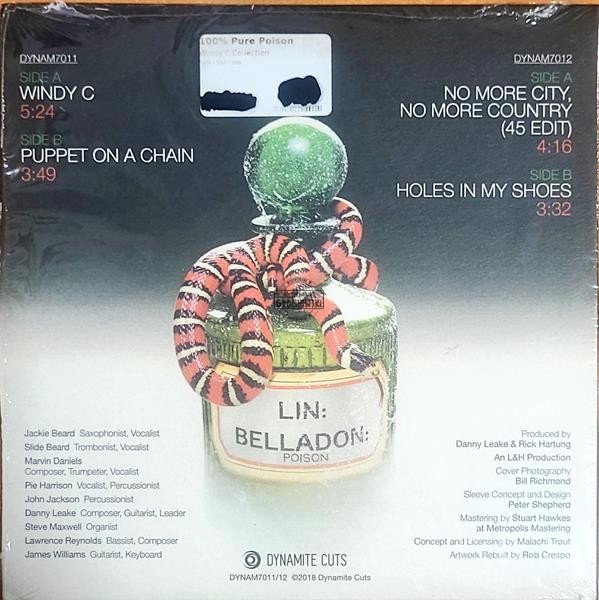 100% Pure Poison
Windy C Collection
DYNAM7011
SIDE A
WINDY C
5:24
SIDE B
PUPPET ON A CHAIN
3:49
DYNAM7012
SIDE A
NO MORE CITY,
NO MORE COUNTRY
(45 EDIT)
4:16
SIDE B
HOLES IN MY SHOES
3:32
LIN:
BELLADON:
POISON
Jackie Beard Saxophonist, Vocalist
Slide Beard Trombonist, Vocalist
Marvin Daniels
Composer, Trumpeter, Vocalist
Pie Harrison Vocalist, Percussionist
John Jackson Percussionist
Danny Leake Composer, Guitarist, Leader
Steve Maxwell Organist
Lawrence Reynolds Bassist, Composer
James Williams Guitarist, Keyboard
Produced by
Danny Leake & Rick Hartung
An L&H Production
Cover Photography
Bill Richmond
Sleeve Concept and Design
Peter Shepherd
Mastering by Stuart Hawkes
at Metropolis Mastering
Concept and Licensing by Malachi Trout
Artwork Rebuilt by Rob Crespo
DYNAMITE CUTS
DYNAM7011/12 ©2018 Dynamite Cuts